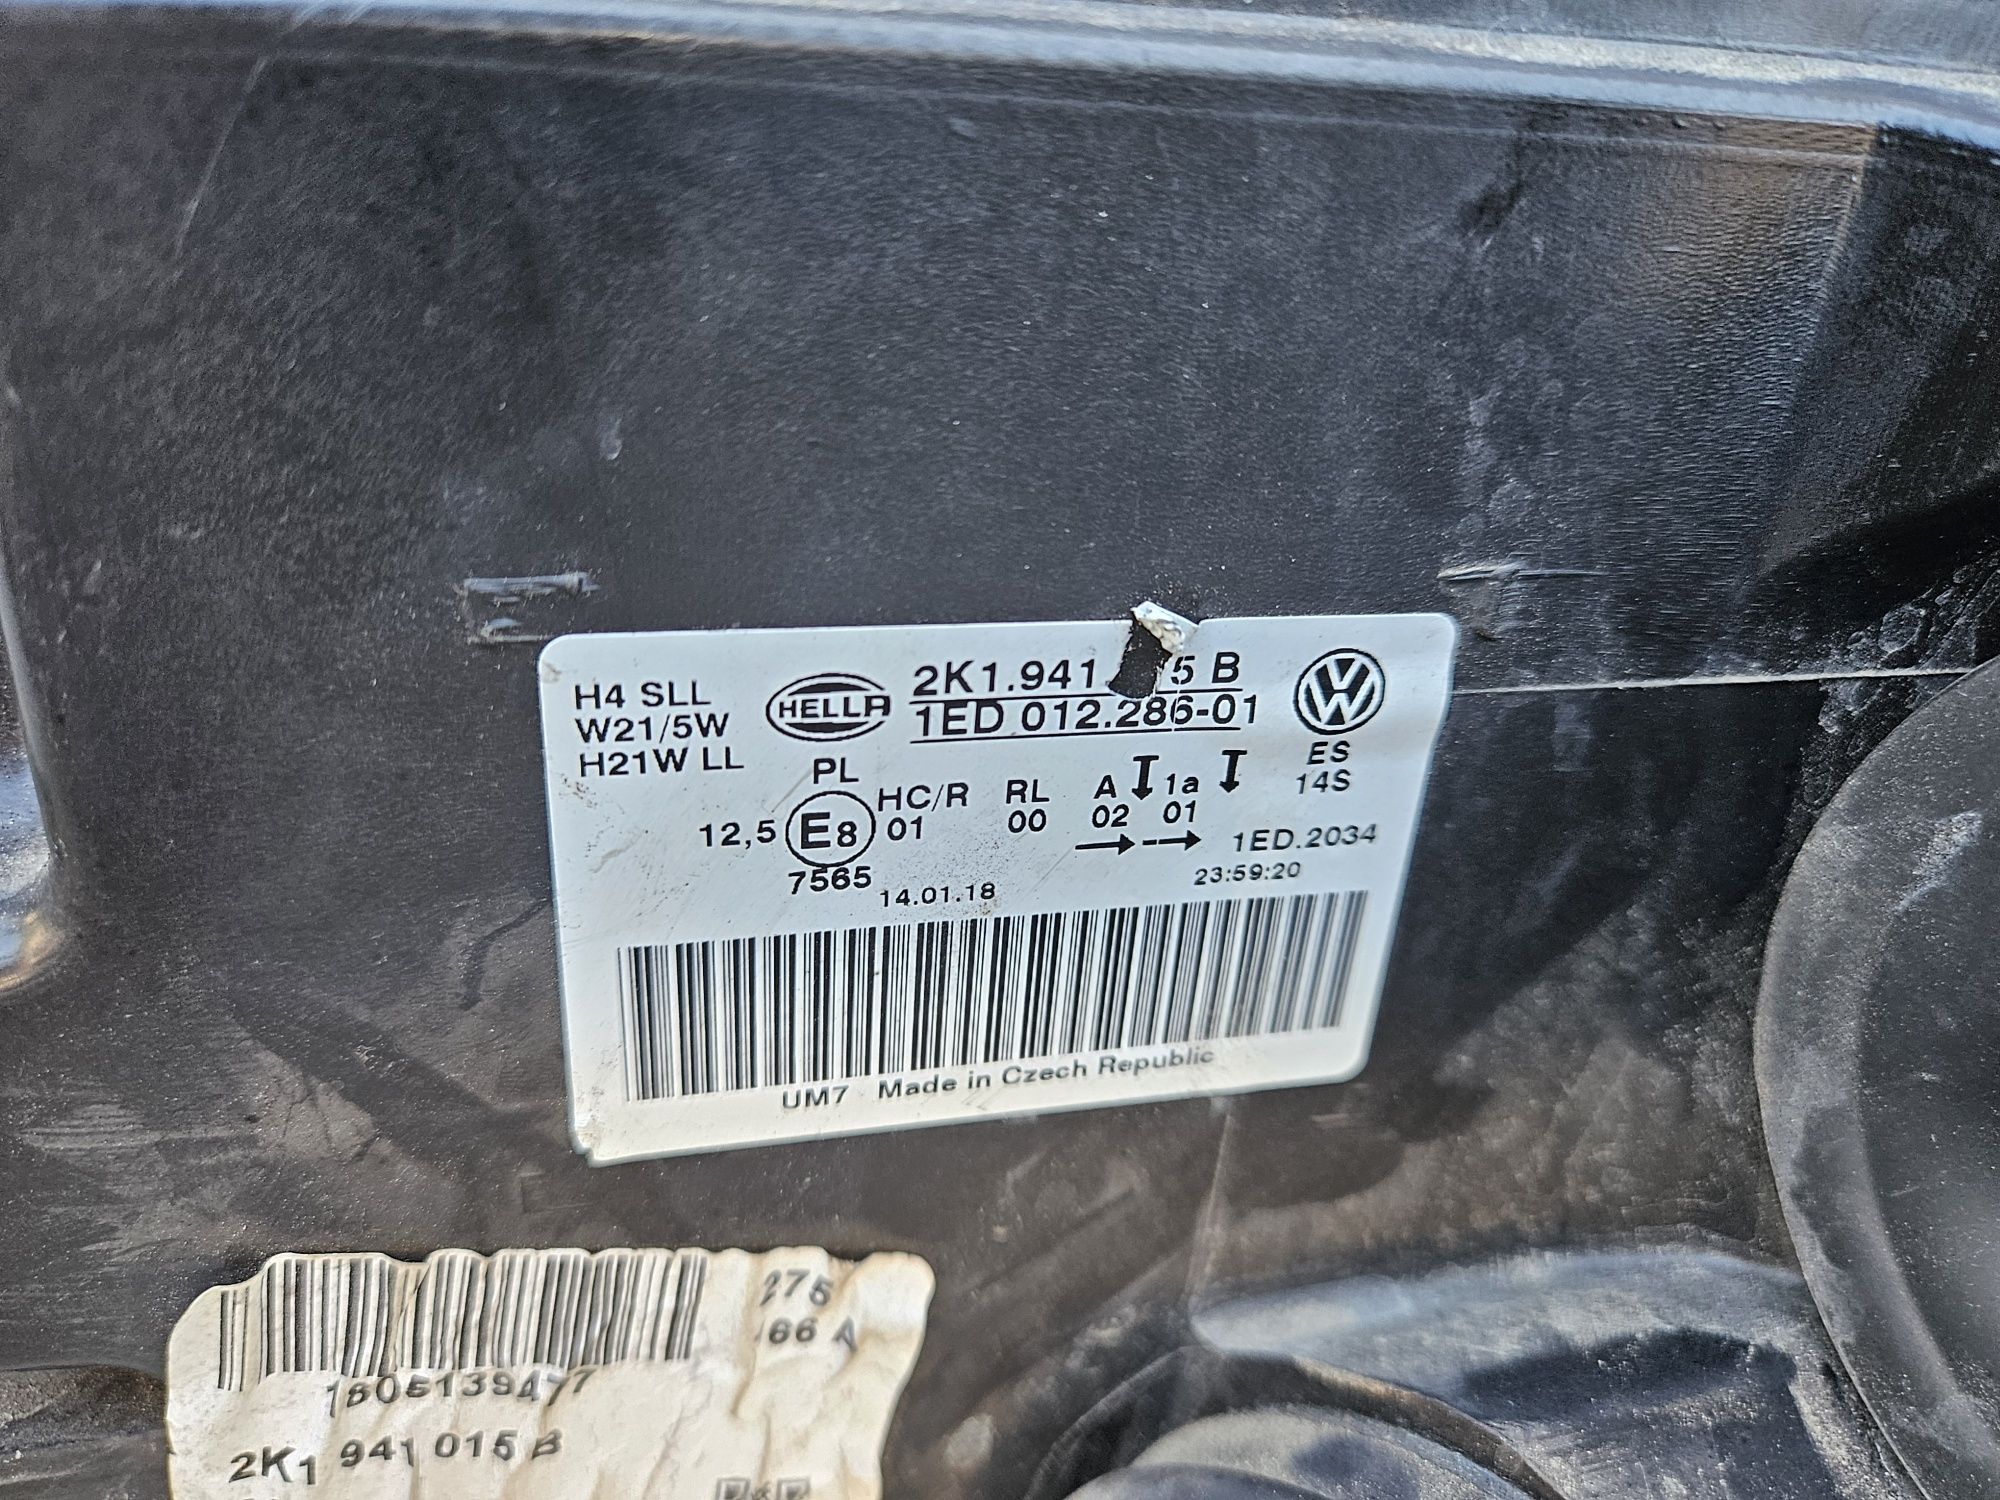 H4 SLL
W21/5W
H21W LL
HELLA
2K1.941. 5 B
1ED 012.286-01
ES
14S
PL
12,5 E8
7565
HC/R
01
RL
00
A
02
1a
01
1ED.2034
14.01.18
23:59:20
UM7 Made in Czech Republic
275
66 A
2K1 941 015 B